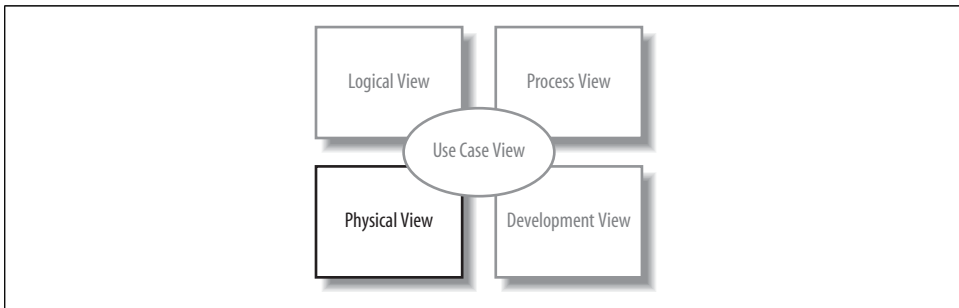 Logical View
Process View
Use Case View
Physical View
Development View